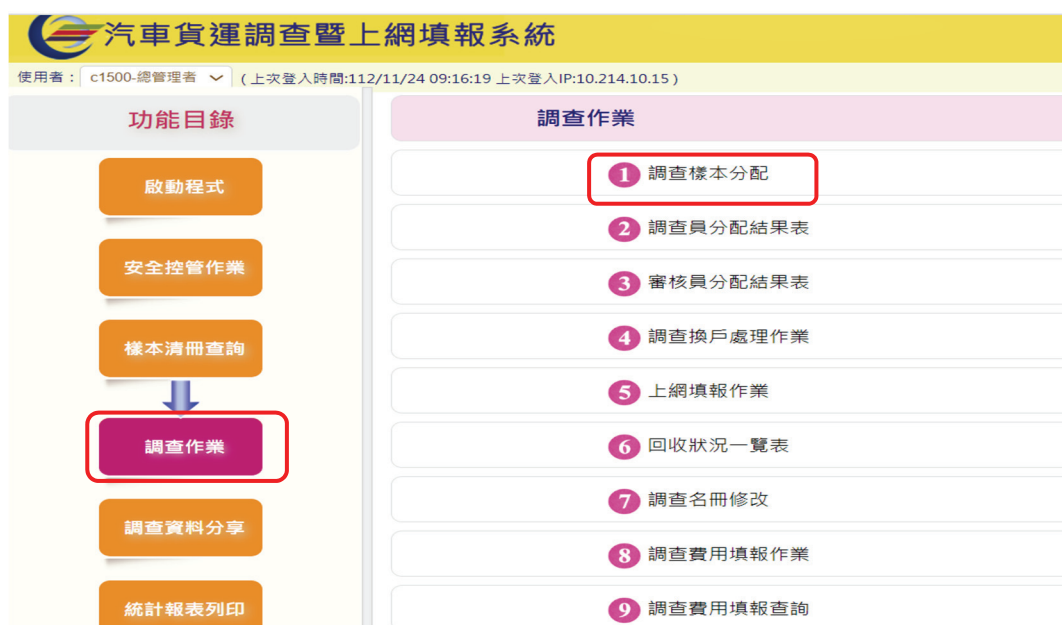 汽車貨運調查暨上網填報系統
使用者： c1500-總管理者 (上次登入時間:112/11/24 09:16:19 上次登入IP:10.214.10.15 )
功能目錄
啟動程式
安全控管作業
樣本清冊查詢
調查作業
調查資料分享
統計報表列印
調查作業
1 調查樣本分配
2 調查員分配結果表
3 審核員分配結果表
4 調查換戶處理作業
5 上網填報作業
6 回收狀況一覽表
7 調查名冊修改
8 調查費用填報作業
9 調查費用填報查詢